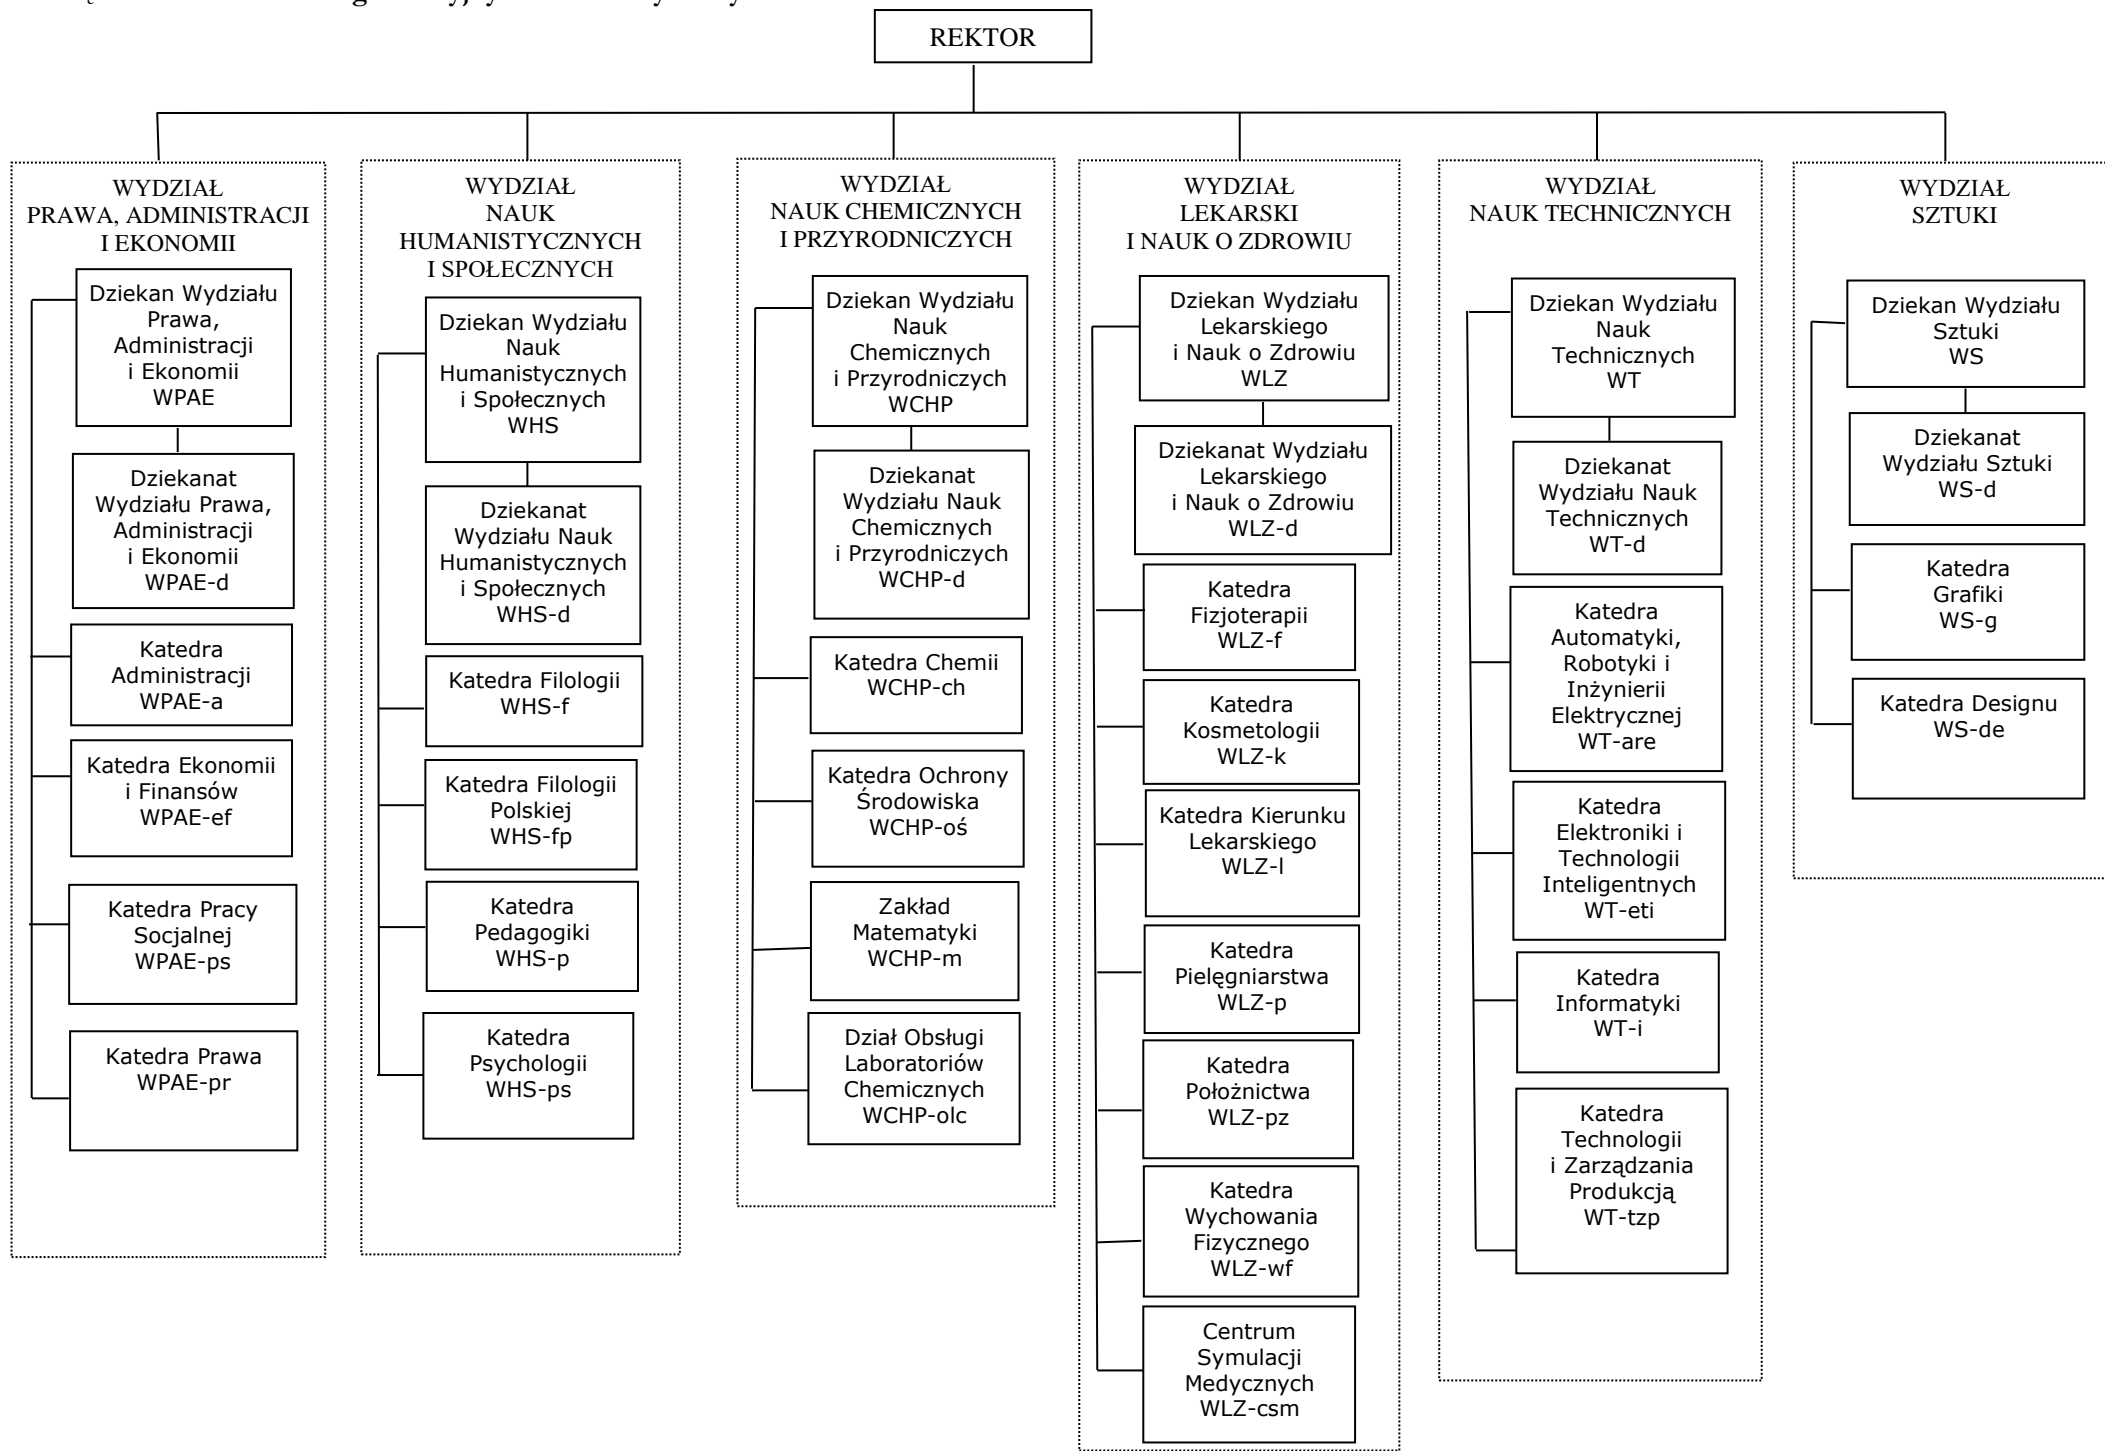 REKTOR
WYDZIAŁ
PRAWA, ADMINISTRACJI
I EKONOMII
Dziekan Wydziału
Prawa,
Administracji
i Ekonomii
WPAE
Dziekanat
Wydziału Prawa,
Administracji
i Ekonomii
WPAE-d
Katedra
Administracji
WPAE-a
Katedra Ekonomii
i Finansów
WPAE-ef
Katedra Pracy
Socjalnej
WPAE-ps
Katedra Prawa
WPAE-pr
WYDZIAŁ
NAUK
HUMANISTYCZNYCH
I SPOŁECZNYCH
Dziekan Wydziału
Nauk
Humanistycznych
i Społecznych
WHS
Dziekanat
Wydziału Nauk
Humanistycznych
i Społecznych
WHS-d
Katedra Filologii
WHS-f
Katedra Filologii
Polskiej
WHS-fp
Katedra
Pedagogiki
WHS-p
Katedra
Psychologii
WHS-ps
WYDZIAŁ
NAUK CHEMICZNYCH
I PRZYRODNICZYCH
Dziekan Wydziału
Nauk
Chemicznych
i Przyrodniczych
WCHP
Dziekanat
Wydziału Nauk
Chemicznych
i Przyrodniczych
WCHP-d
Katedra Chemii
WCHP-ch
Katedra Ochrony
Środowiska
WCHP-oś
Zakład
Matematyki
WCHP-m
Dział Obsługi
Laboratoriów
Chemicznych
WCHP-olc
WYDZIAŁ
LEKARSKI
I NAUK O ZDROWIU
Dziekan Wydziału
Lekarskiego
i Nauk o Zdrowiu
WLZ
Dziekanat Wydziału
Lekarskiego
i Nauk o Zdrowiu
WLZ-d
Katedra
Fizjoterapii
WLZ-f
Katedra
Kosmetologii
WLZ-k
Katedra Kierunku
Lekarskiego
WLZ-l
Katedra
Pielęgniarstwa
WLZ-p
Katedra
Położnictwa
WLZ-pz
Katedra
Wychowania
Fizycznego
WLZ-wf
Centrum
Symulacji
Medycznych
WLZ-csm
WYDZIAŁ
NAUK TECHNICZNYCH
Dziekan Wydziału
Nauk
Technicznych
WT
Dziekanat
Wydziału Nauk
Technicznych
WT-d
Katedra
Automatyki,
Robotyki i
Inżynierii
Elektrycznej
WT-are
Katedra
Elektroniki i
Technologii
Inteligentnych
WT-eti
Katedra
Informatyki
WT-i
Katedra
Technologii
i Zarządzania
Produkcją
WT-tzp
WYDZIAŁ
SZTUKI
Dziekan Wydziału
Sztuki
WS
Dziekanat
Wydziału Sztuki
WS-d
Katedra
Grafiki
WS-g
Katedra Designu
WS-de